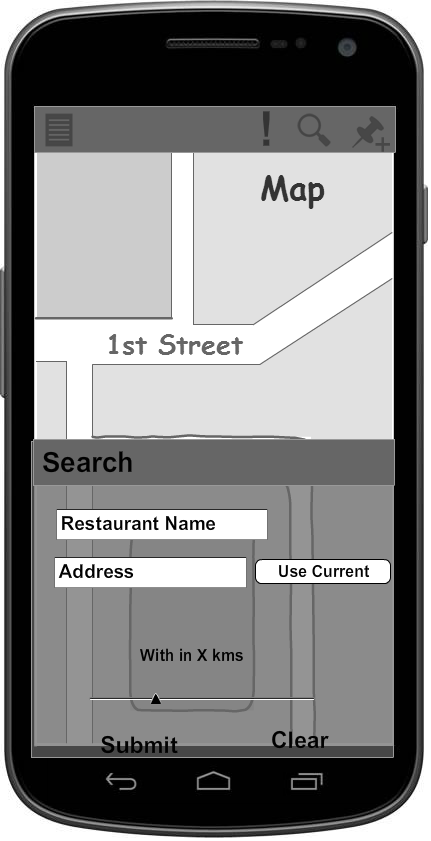 Map
1st Street
Search
Restaurant Name
Address
Use Current
With in X kms
Submit
Clear